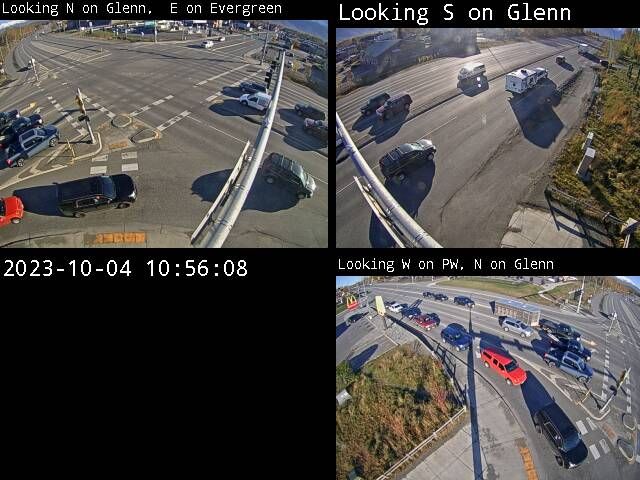 Looking N on Glenn,  E on Evergreen
Looking S on Glenn
2023-10-04 10:56:08
Looking W on PW, N on Glenn